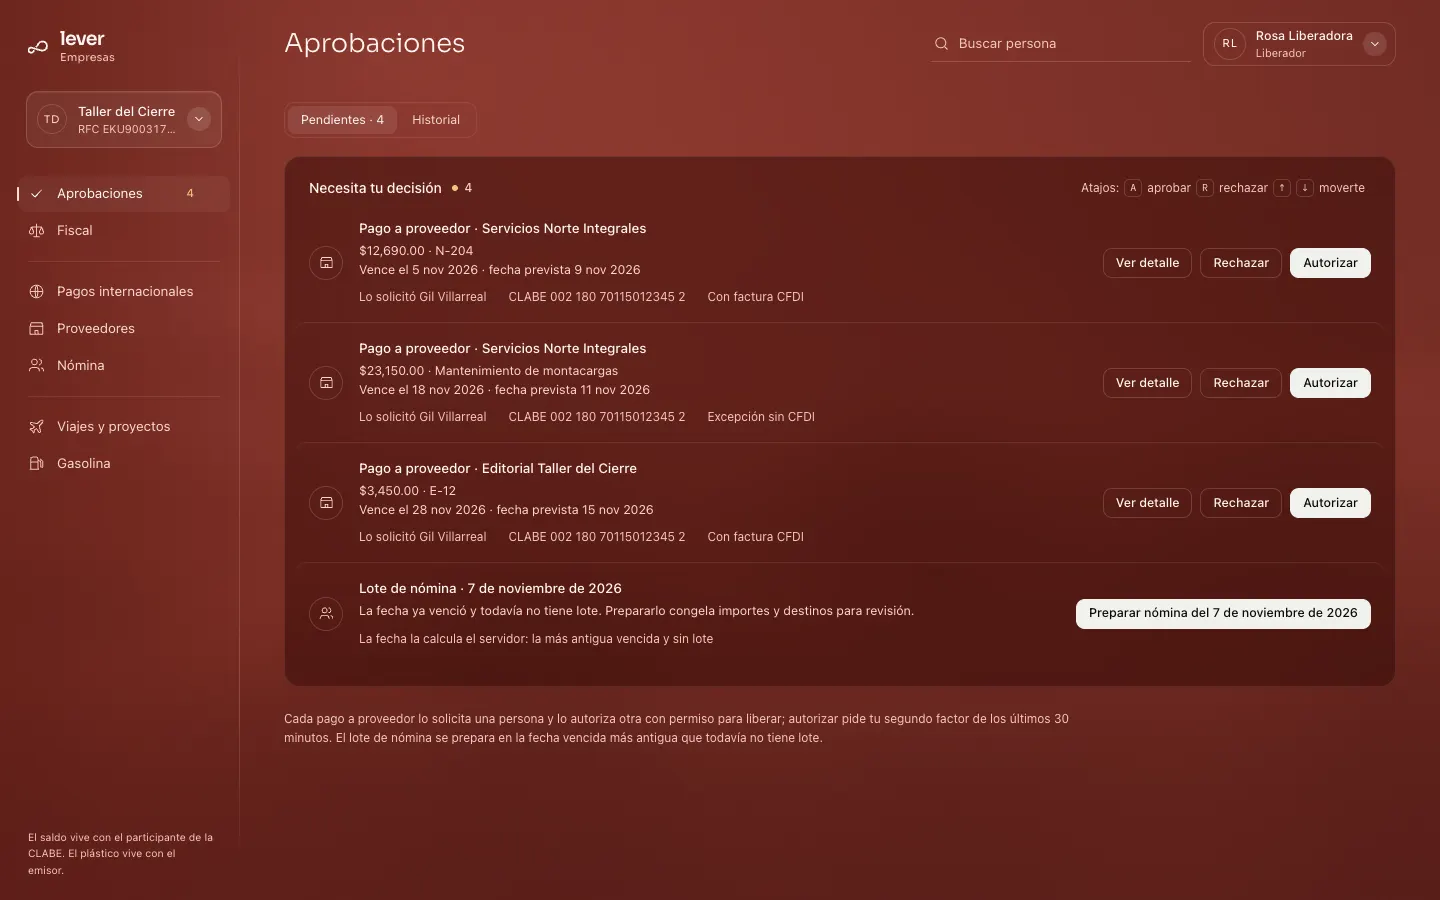 lever
Empresas
Aprobaciones
Buscar persona
RL
Rosa Liberadora
Liberador
TD
Taller del Cierre
RFC EKU900317...
Aprobaciones 4
Fiscal
Pagos internacionales
Proveedores
Nómina
Viajes y proyectos
Gasolina
El saldo vive con el participante de la
CLABE. El plástico vive con el
emisor.
Pendientes · 4 Historial
Necesita tu decisión 4
Atajos: A aprobar R rechazar ↑ ↓ moverte
Pago a proveedor · Servicios Norte Integrales
$12,690.00 · N-204
Vence el 5 nov 2026 · fecha prevista 9 nov 2026
Lo solicitó Gil Villarreal CLABE 002 180 70115012345 2 Con factura CFDI
Ver detalle Rechazar Autorizar
Pago a proveedor · Servicios Norte Integrales
$23,150.00 · Mantenimiento de montacargas
Vence el 18 nov 2026 · fecha prevista 11 nov 2026
Lo solicitó Gil Villarreal CLABE 002 180 70115012345 2 Excepción sin CFDI
Ver detalle Rechazar Autorizar
Pago a proveedor · Editorial Taller del Cierre
$3,450.00 · E-12
Vence el 28 nov 2026 · fecha prevista 15 nov 2026
Lo solicitó Gil Villarreal CLABE 002 180 70115012345 2 Con factura CFDI
Ver detalle Rechazar Autorizar
Lote de nómina · 7 de noviembre de 2026
La fecha ya venció y todavía no tiene lote. Prepararlo congela importes y destinos para revisión.
La fecha la calcula el servidor: la más antigua vencida y sin lote
Preparar nómina del 7 de noviembre de 2026
Cada pago a proveedor lo solicita una persona y lo autoriza otra con permiso para liberar; autorizar pide tu segundo factor de los últimos 30
minutos. El lote de nómina se prepara en la fecha vencida más antigua que todavía no tiene lote.